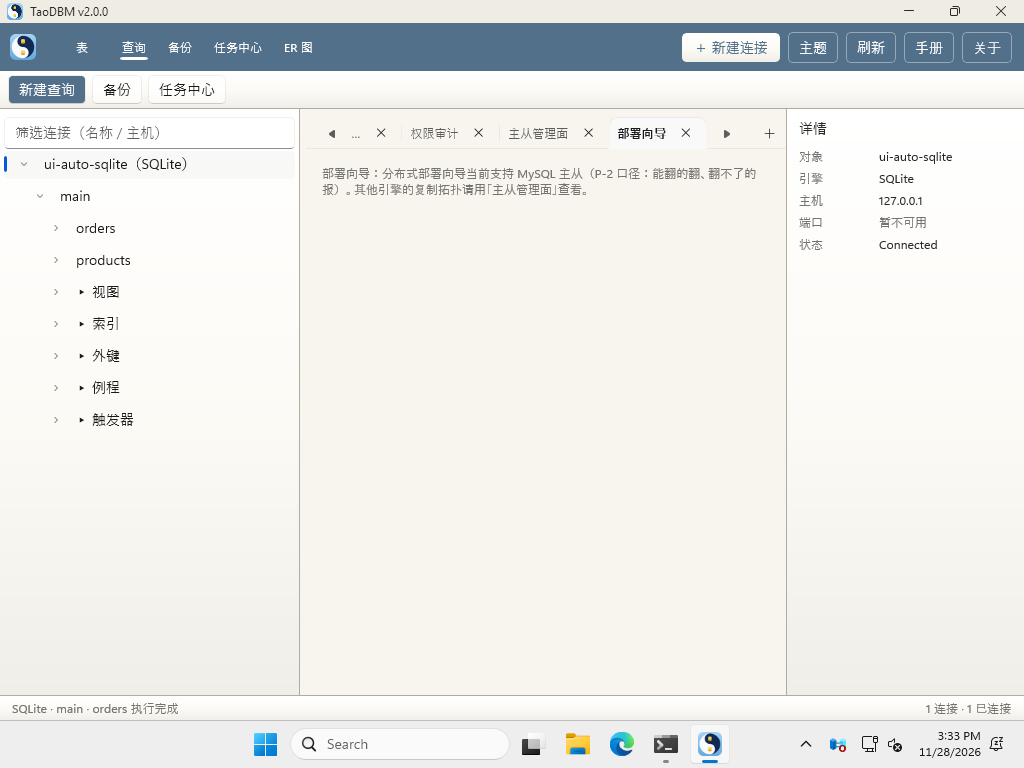 TaoDBM v2.0.0
表
查询
备份
任务中心
ER 图
+ 新建连接
主题
刷新
手册
关于
新建查询
备份
任务中心
筛选连接（名称 / 主机）
ui-auto-sqlite（SQLite）
main
orders
products
视图
索引
外键
例程
触发器
...
权限审计
主从管理面
部署向导
部署向导：分布式部署向导当前支持 MySQL 主从（P-2 口径：能翻的翻、翻不了的
报）。其他引擎的复制拓扑请用「主从管理面」查看。
详情
对象 ui-auto-sqlite
引擎 SQLite
主机 127.0.0.1
端口 暂不可用
状态 Connected
SQLite · main · orders 执行完成
1 连接 · 1 已连接
Search
3:33 PM
11/28/2026